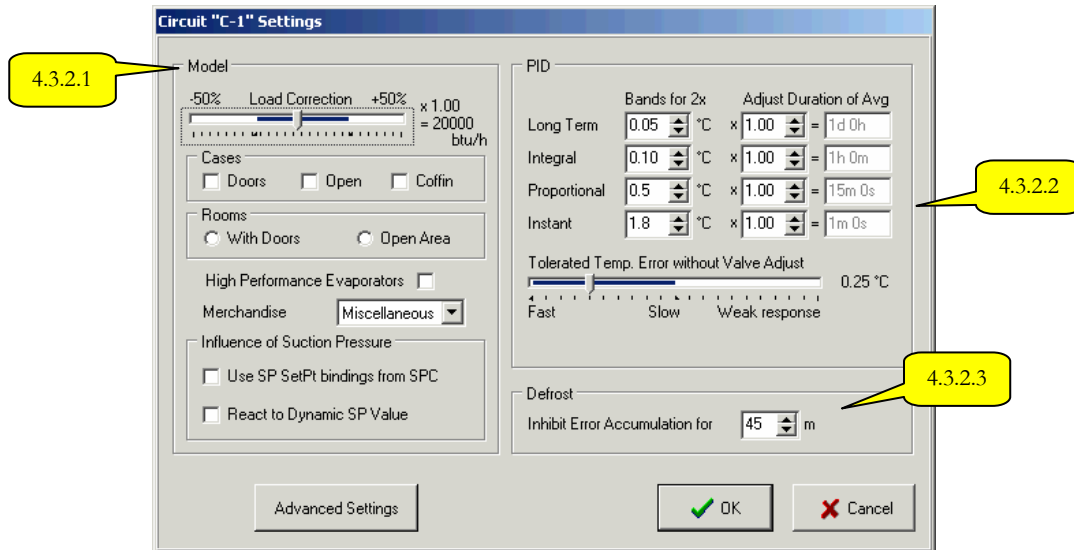 Circuit "C-1" Settings
4.3.2.1
Model
-50% Load Correction +50%
x 1.00
= 20000
btu/h
Cases
Doors Open Coffin
Rooms
With Doors Open Area
High Performance Evaporators
Merchandise Miscellaneous
Influence of Suction Pressure
Use SP SetPt bindings from SPC
React to Dynamic SP Value
PID
Bands for 2x Adjust Duration of Avg
Long Term 0.05 °C x 1.00 = 1d 0h
Integral 0.10 °C x 1.00 = 1h 0m
Proportional 0.5 °C x 1.00 = 15m 0s
Instant 1.8 °C x 1.00 = 1m 0s
4.3.2.2
Tolerated Temp. Error without Valve Adjust
0.25 °C
Fast Slow Weak response
4.3.2.3
Defrost
Inhibit Error Accumulation for 45 m
Advanced Settings
OK
Cancel